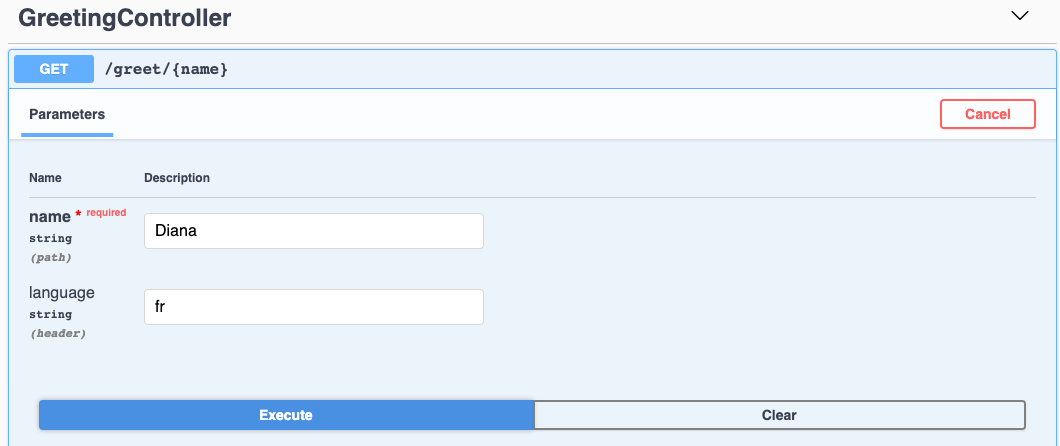 GreetingController
GET /greet/{name}
Parameters
Cancel
Name Description
name * required
string
(path)
Diana
language
string
(header)
fr
Execute Clear